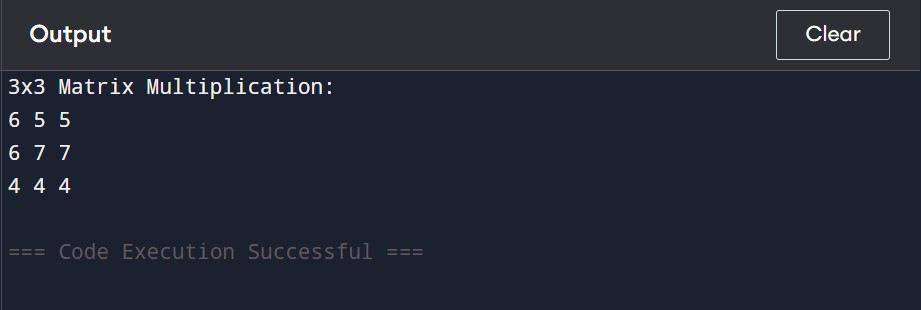 Output
Clear
3x3 Matrix Multiplication:
6 5 5
6 7 7
4 4 4
=== Code Execution Successful ===